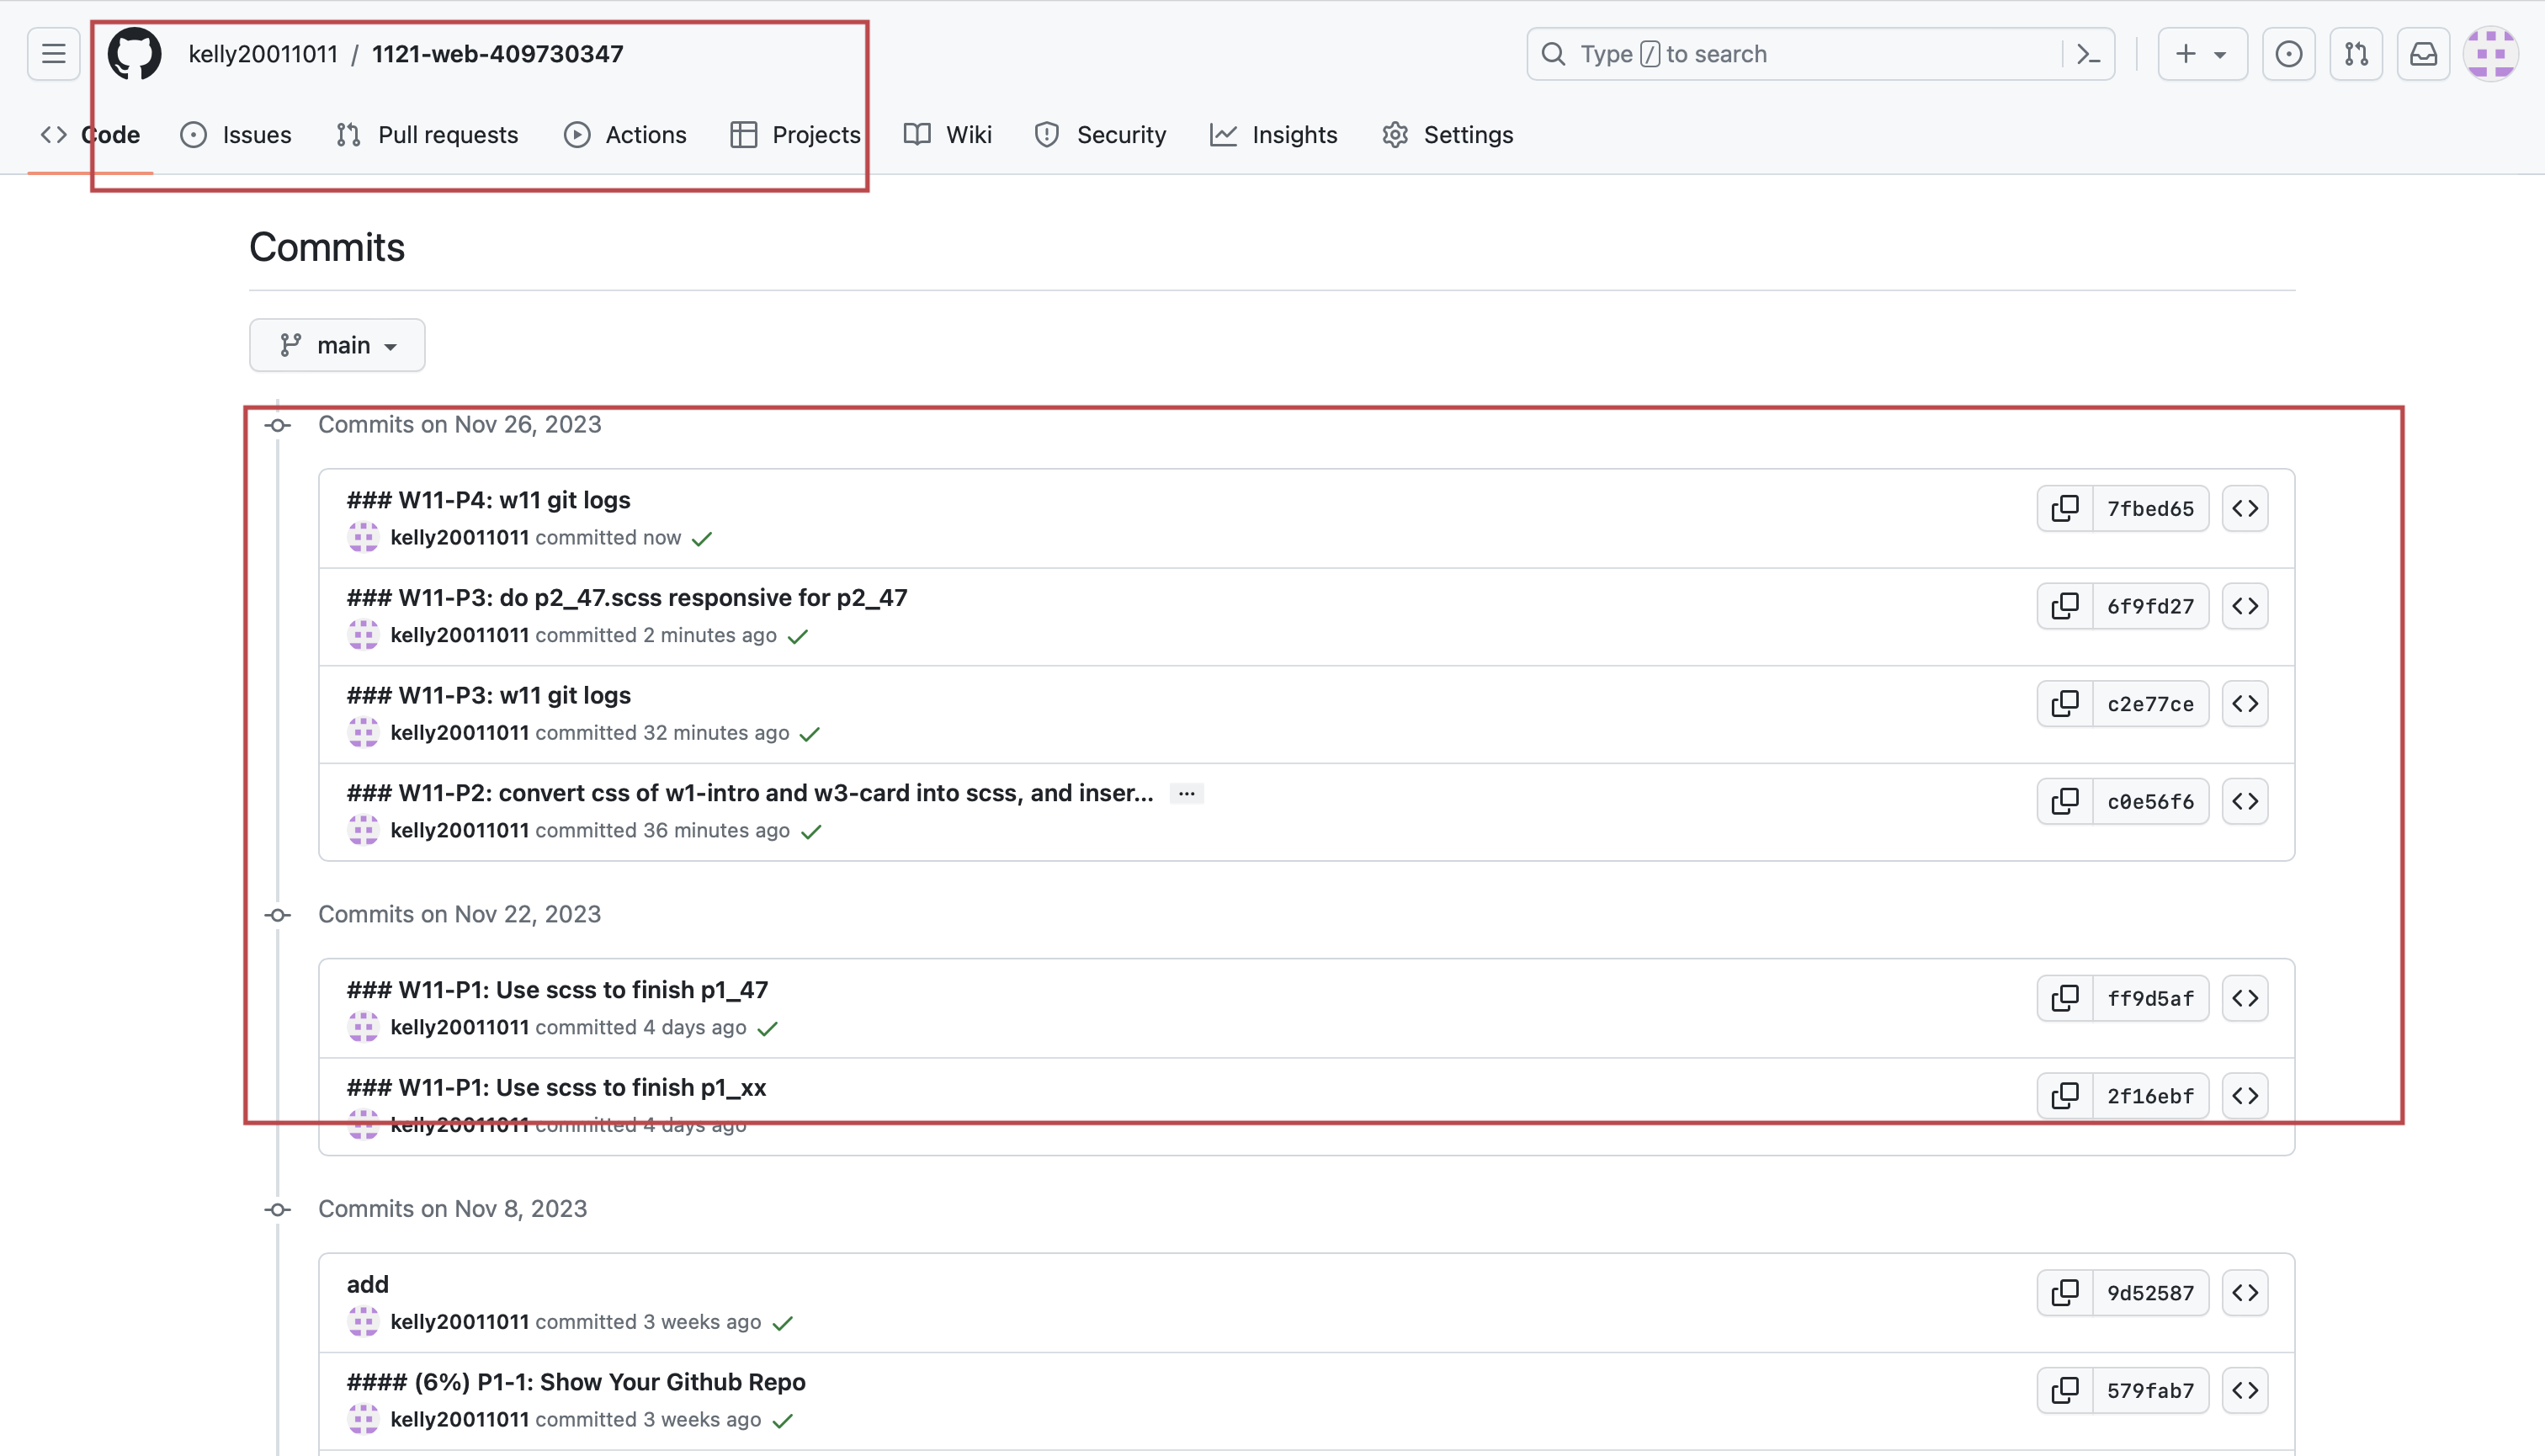 kelly20011011 / 1121-web-409730347
Type / to search
Code Issues Pull requests Actions Projects Wiki Security Insights Settings
Commits
main
Commits on Nov 26, 2023
### W11-P4: w11 git logs
7fbed65
kelly20011011 committed now
### W11-P3: do p2_47.scss responsive for p2_47
6f9fd27
kelly20011011 committed 2 minutes ago
### W11-P3: w11 git logs
c2e77ce
kelly20011011 committed 32 minutes ago
### W11-P2: convert css of w1-intro and w3-card into scss, and inser... ...
c0e56f6
kelly20011011 committed 36 minutes ago
Commits on Nov 22, 2023
### W11-P1: Use scss to finish p1_47
ff9d5af
kelly20011011 committed 4 days ago
### W11-P1: Use scss to finish p1_xx
2f16ebf
kelly20011011 committed 4 days ago
Commits on Nov 8, 2023
add
9d52587
kelly20011011 committed 3 weeks ago
#### (6%) P1-1: Show Your Github Repo
579fab7
kelly20011011 committed 3 weeks ago